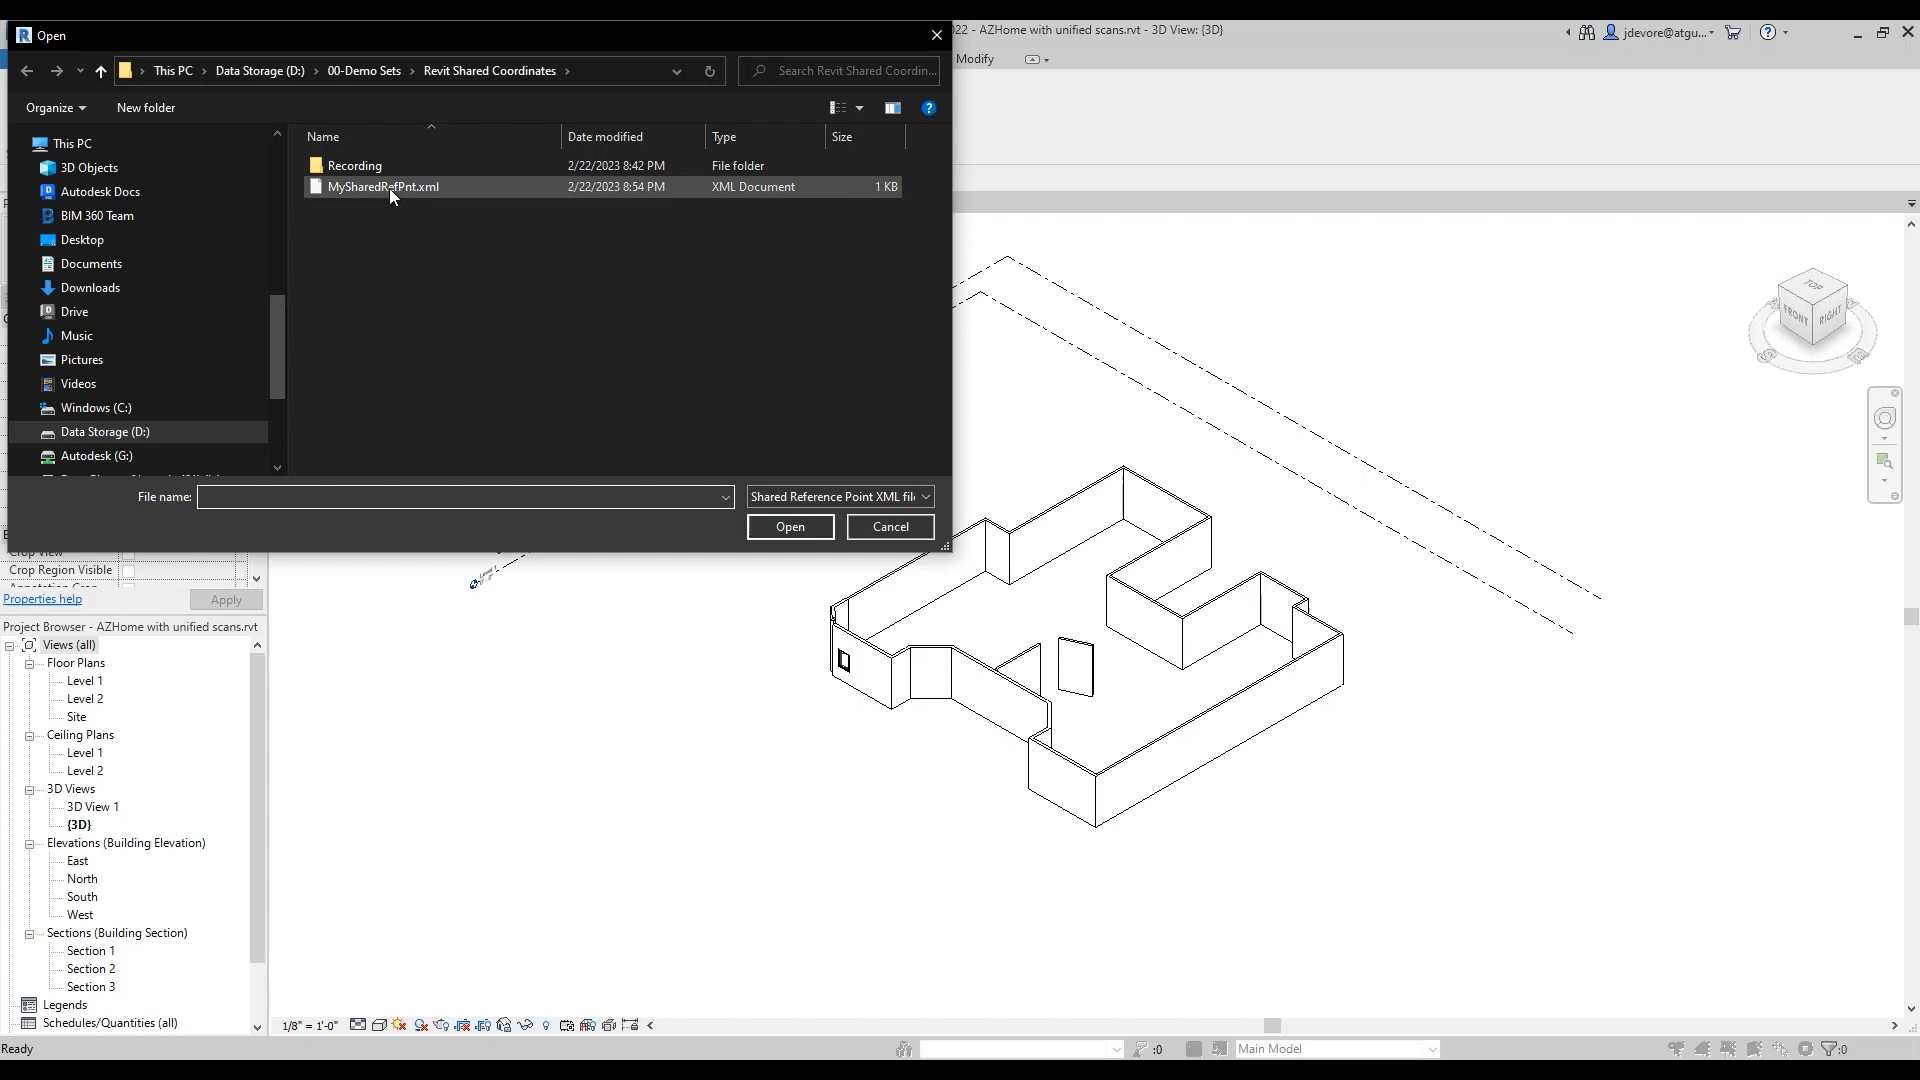 Open
022 - AZHome with unified scans.rvt - 3D View: {3D}
jdevore@atgu...
Modify
This PC
Data Storage (D:)
00-Demo Sets
Revit Shared Coordinates
Search Revit Shared Coordin...
Organize
New folder
Name
Date modified
Type
Size
This PC
3D Objects
Autodesk Docs
BIM 360 Team
Desktop
Documents
Downloads
Drive
Music
Pictures
Videos
Windows (C:)
Data Storage (D:)
Autodesk (G:)
Recording
2/22/2023 8:42 PM
File folder
MySharedRefPnt.xml
2/22/2023 8:54 PM
XML Document
1 KB
TOP
FRONT
RIGHT
S
E
File name:
Shared Reference Point XML fil
Open
Cancel
Crop View
Crop Region Visible
Annotation Crop
Level 1
Properties help
Apply
Project Browser - AZHome with unified scans.rvt
Views (all)
Floor Plans
Level 1
Level 2
Site
Ceiling Plans
Level 1
Level 2
3D Views
3D View 1
{3D}
Elevations (Building Elevation)
East
North
South
West
Sections (Building Section)
Section 1
Section 2
Section 3
Legends
Schedules/Quantities (all)
1/8" = 1'-0"
Ready
:0
Main Model
:0